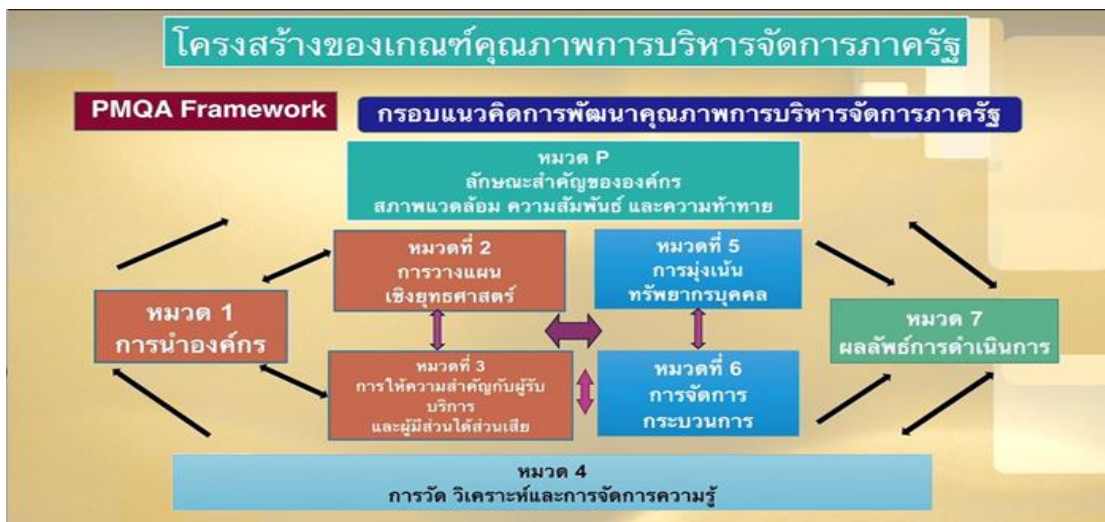 โครงสร้างของเกณฑ์คุณภาพการบริหารจัดการภาครัฐ
PMQA Framework
กรอบแนวคิดการพัฒนาคุณภาพการบริหารจัดการภาครัฐ
หมวด P
ลักษณะสำคัญขององค์กร
สภาพแวดล้อม ความสัมพันธ์ และความท้าทาย
หมวดที่ 2
การวางแผน
เชิงยุทธศาสตร์
หมวดที่ 5
การมุ่งเน้น
ทรัพยากรบุคคล
หมวด 1
การนำองค์กร
หมวด 7
ผลลัพธ์การดำเนินการ
หมวดที่ 3
การให้ความสำคัญกับผู้รับ
บริการ
และผู้มีส่วนได้ส่วนเสีย
หมวดที่ 6
การจัดการ
กระบวนการ
หมวด 4
การวัด วิเคราะห์และการจัดการความรู้